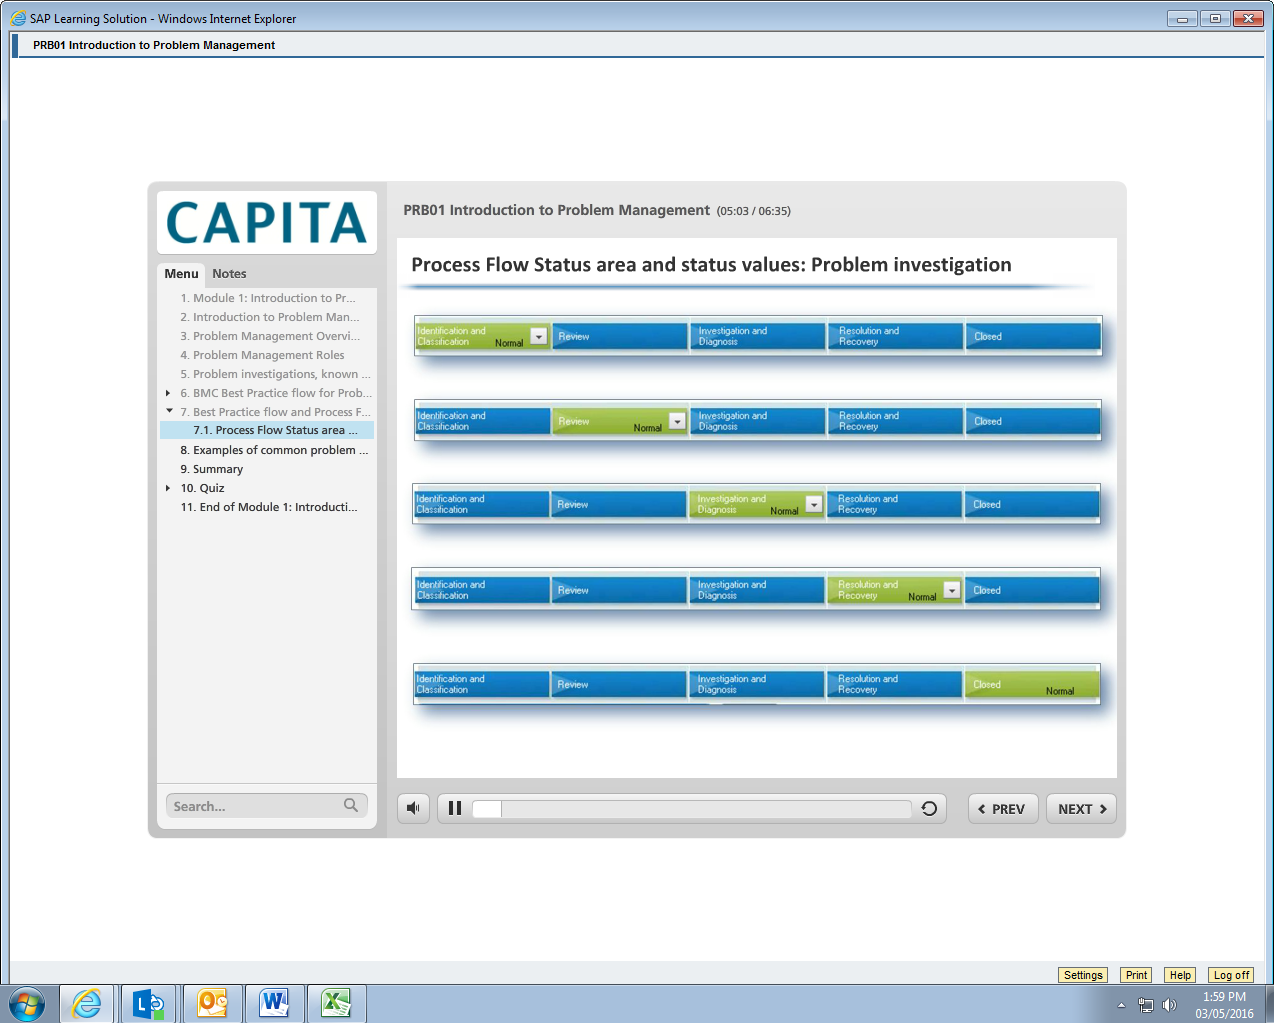 SAP Learning Solution - Windows Internet Explorer
PRB01 Introduction to Problem Management
CAPITA
PRB01 Introduction to Problem Management (05:03 / 06:35)
Menu Notes
1. Module 1: Introduction to Pr...
2. Introduction to Problem Man...
3. Problem Management Overvi...
4. Problem Management Roles
5. Problem investigations, known ...
6. BMC Best Practice flow for Prob...
7. Best Practice flow and Process F...
7.1. Process Flow Status area ...
8. Examples of common problem ...
9. Summary
10. Quiz
11. End of Module 1: Introducti...
Search...
Process Flow Status area and status values: Problem investigation
Identification and Classification Normal Review Investigation and Diagnosis Resolution and Recovery Closed
Identification and Classification Review Normal Investigation and Diagnosis Resolution and Recovery Closed
Identification and Classification Review Investigation and Diagnosis Normal Resolution and Recovery Closed
Identification and Classification Review Investigation and Diagnosis Resolution and Recovery Normal Closed
Identification and Classification Review Investigation and Diagnosis Resolution and Recovery Closed Normal
PREV NEXT
Settings Print Help Log off
1:59 PM
03/05/2016